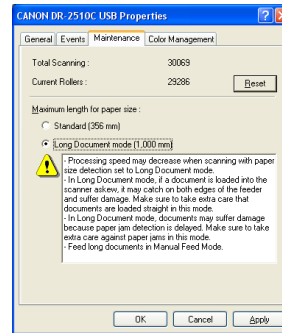 CANON DR-2510C USB Properties
General Events Maintenance Color Management
Total Scanning : 30069
Current Rollers : 29286 Reset
Maximum length for paper size :
Standard (356 mm)
Long Document mode (1,000 mm)
- Processing speed may decrease when scanning with paper
size detection set to Long Document mode.
- In Long Document mode, if a document is loaded into the
scanner askew, it may catch on both edges of the feeder
and suffer damage. Make sure to take extra care that
documents are loaded straight in this mode.
- In Long Document mode, documents may suffer damage
because paper jam detection is delayed. Make sure to take
extra care against paper jams in this mode.
- Feed long documents in Manual Feed Mode.
OK Cancel Apply